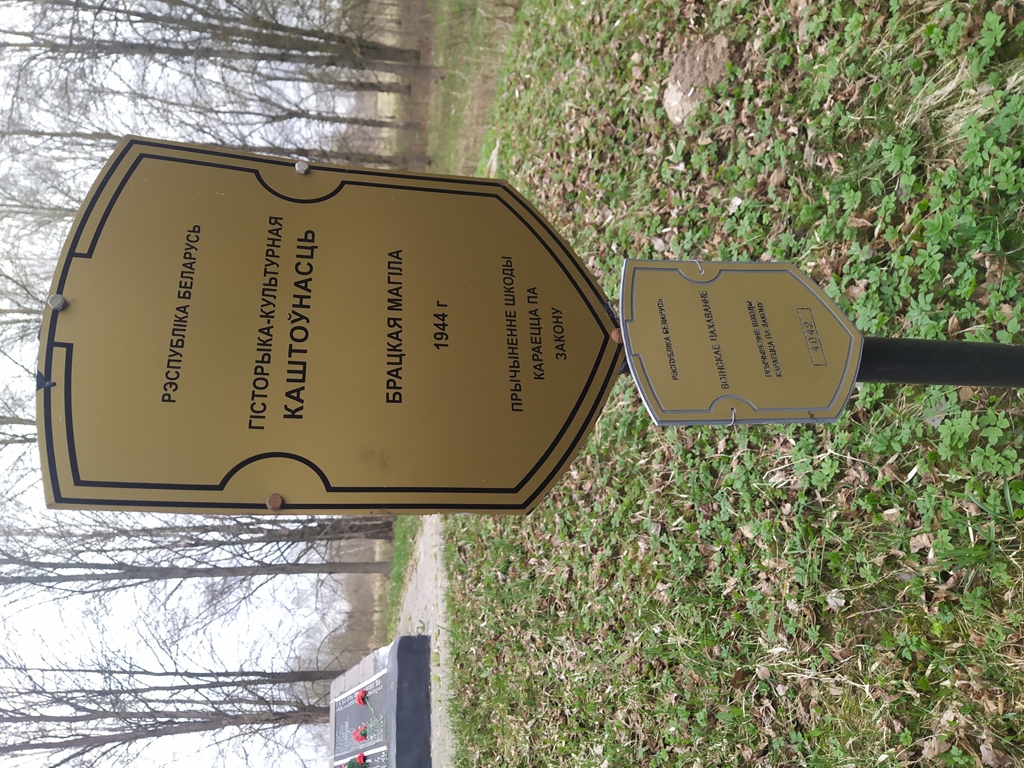 РЭСПУБЛІКА БЕЛАРУСЬ
ГІСТОРЫКА-КУЛЬТУРНАЯ
КАШТОЎНАСЦЬ
БРАЦКАЯ МАГІЛА
1944 г
ПРЫЧЫНЕННЕ ШКОДЫ
КАРАЕЦЦА ПА
ЗАКОНУ
РЭСПУБЛІКА БЕЛАРУСЬ
ВОІНСКАЕ ПАХАВАННЕ
ПРЫЧЫНЕННЕ ШКОДЫ
КАРАЕЦЦА ПА ЗАКОНУ
4042